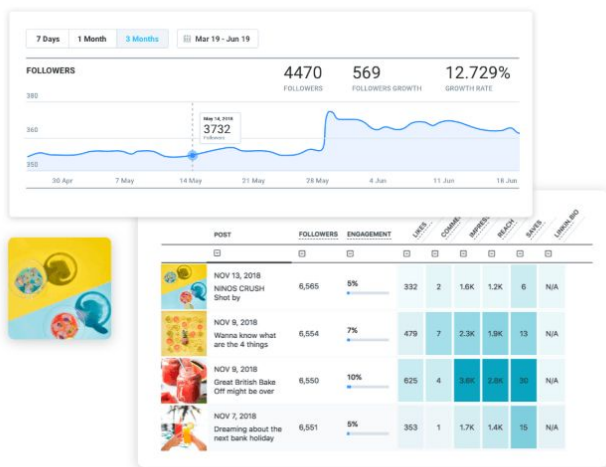 7 Days 1 Month 3 Months Mar 19 - Jun 19
FOLLOWERS
4470 569 12.729%
FOLLOWERS FOLLOWERS GROWTH GROWTH RATE
380
May 14, 2018
3732
Followers
360
350
30 Apr 7 May 14 May 21 May 28 May 4 Jun 11 Jun 18 Jun
POST FOLLOWERS ENGAGEMENT LIKES REACH SAVES LINKIN.BIO
NOV 13, 2018
NINOS CRUSH
Shot by
6,565 5% 332 2 1.6K 1.2K 6 N/A
NOV 9, 2018
Wanna know what
are the 4 things
6,554 7% 479 7 2.3K 1.9K 13 N/A
NOV 9, 2018
Great British Bake
Off might be over
6,550 10% 625 4 3.8K 2.8K 30 N/A
NOV 7, 2018
Dreaming about the
next bank holiday
6,551 5% 353 1 1.7K 1.4K 15 N/A